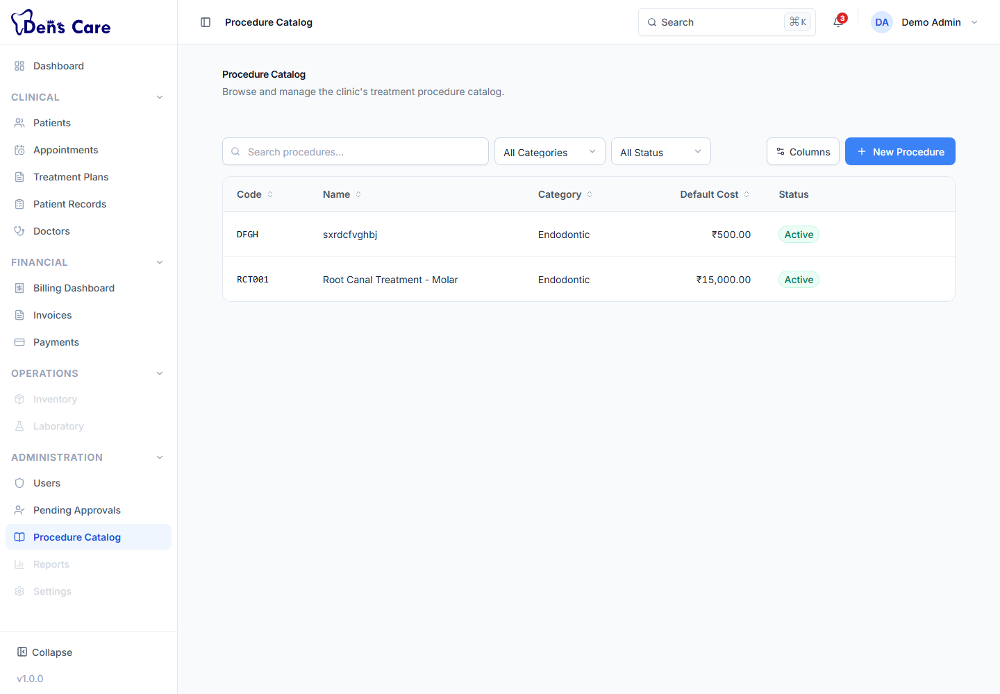 Den's Care
Procedure Catalog
Search
⌘K
3
DA
Demo Admin
Dashboard
CLINICAL
Patients
Appointments
Treatment Plans
Patient Records
Doctors
FINANCIAL
Billing Dashboard
Invoices
Payments
OPERATIONS
Inventory
Laboratory
ADMINISTRATION
Users
Pending Approvals
Procedure Catalog
Reports
Settings
Collapse
v1.0.0
Procedure Catalog
Browse and manage the clinic's treatment procedure catalog.
Search procedures...
All Categories
All Status
Columns
New Procedure
Code Name Category Default Cost Status
DFGH sxrdcfvghbj Endodontic ₹500.00 Active
RCT001 Root Canal Treatment - Molar Endodontic ₹15,000.00 Active